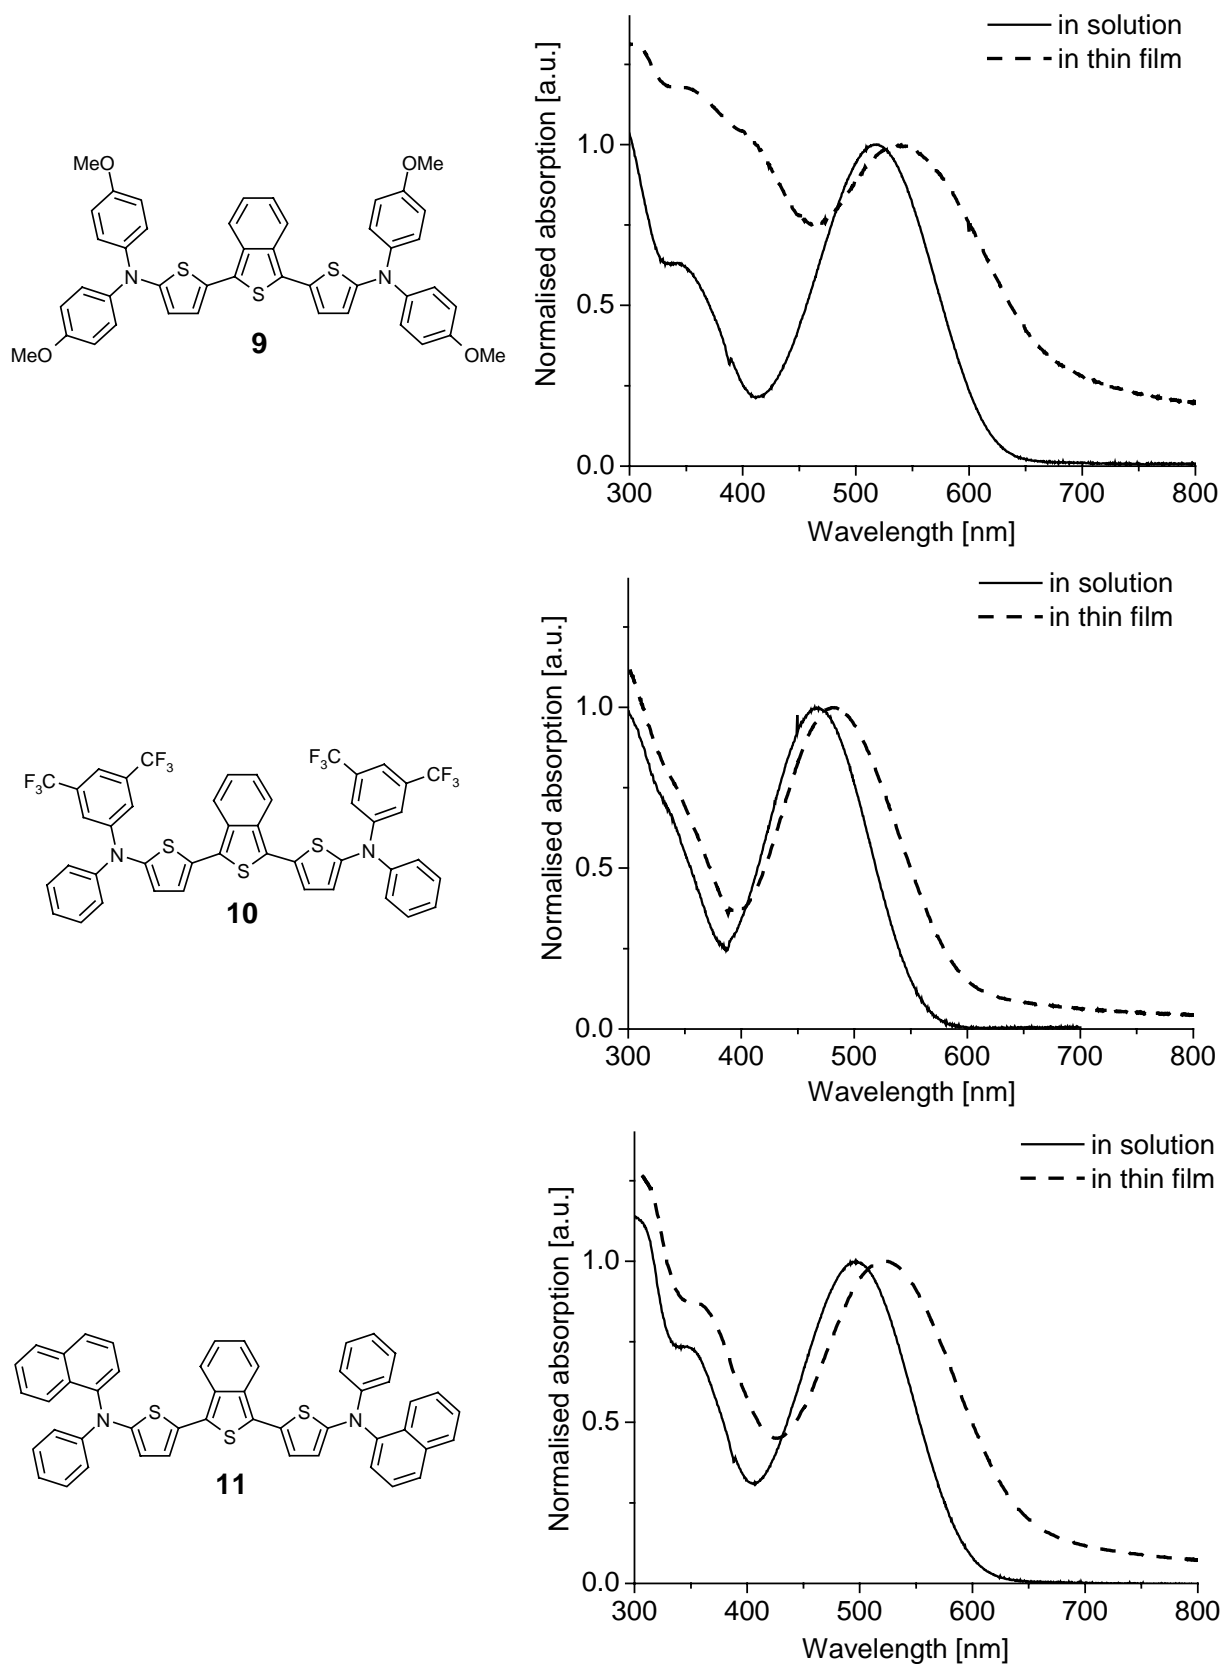 in solution
in thin film
Normalised absorption [a.u.]
1.0
0.5
0.0
300 400 500 600 700 800
Wavelength [nm]
MeO OMe
N S S S N
MeO OMe
9
in solution
in thin film
Normalised absorption [a.u.]
1.0
0.5
0.0
300 400 500 600 700 800
Wavelength [nm]
F3C CF3 F3C CF3
N S S S N
10
in solution
in thin film
Normalised absorption [a.u.]
1.0
0.5
0.0
300 400 500 600 700 800
Wavelength [nm]
N S S S N
11